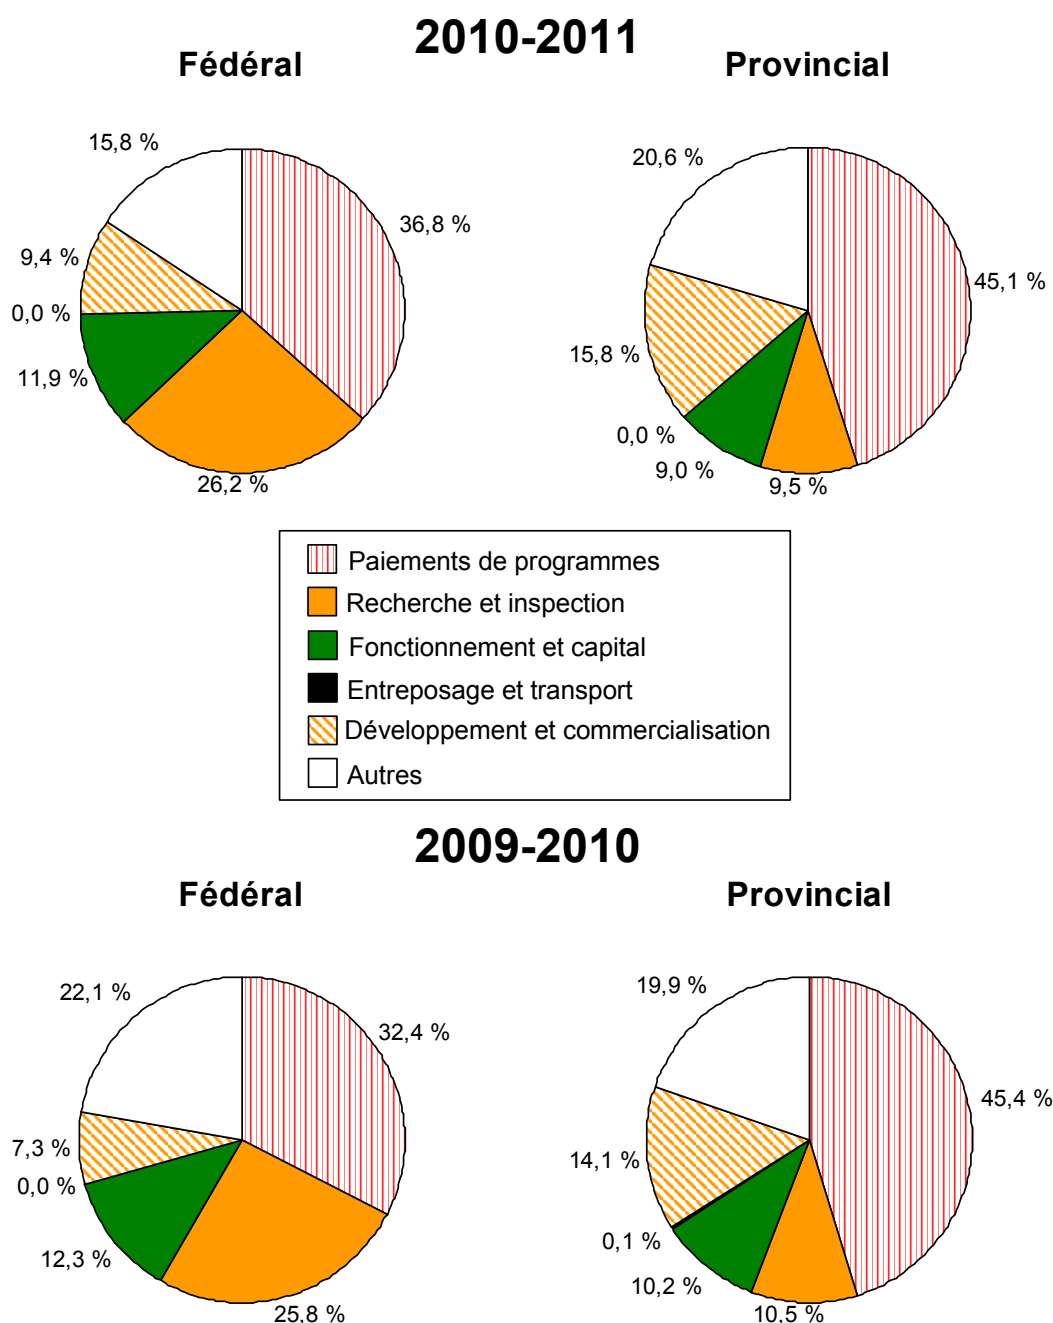 2010-2011
Fédéral
Provincial
15,8 %
36,8 %
9,4 %
0,0 %
11,9 %
26,2 %
20,6 %
45,1 %
15,8 %
0,0 %
9,0 %
9,5 %
Paiements de programmes
Recherche et inspection
Fonctionnement et capital
Entreposage et transport
Développement et commercialisation
Autres
2009-2010
Fédéral
Provincial
22,1 %
32,4 %
7,3 %
0,0 %
12,3 %
25,8 %
19,9 %
45,4 %
14,1 %
0,1 %
10,2 %
10,5 %